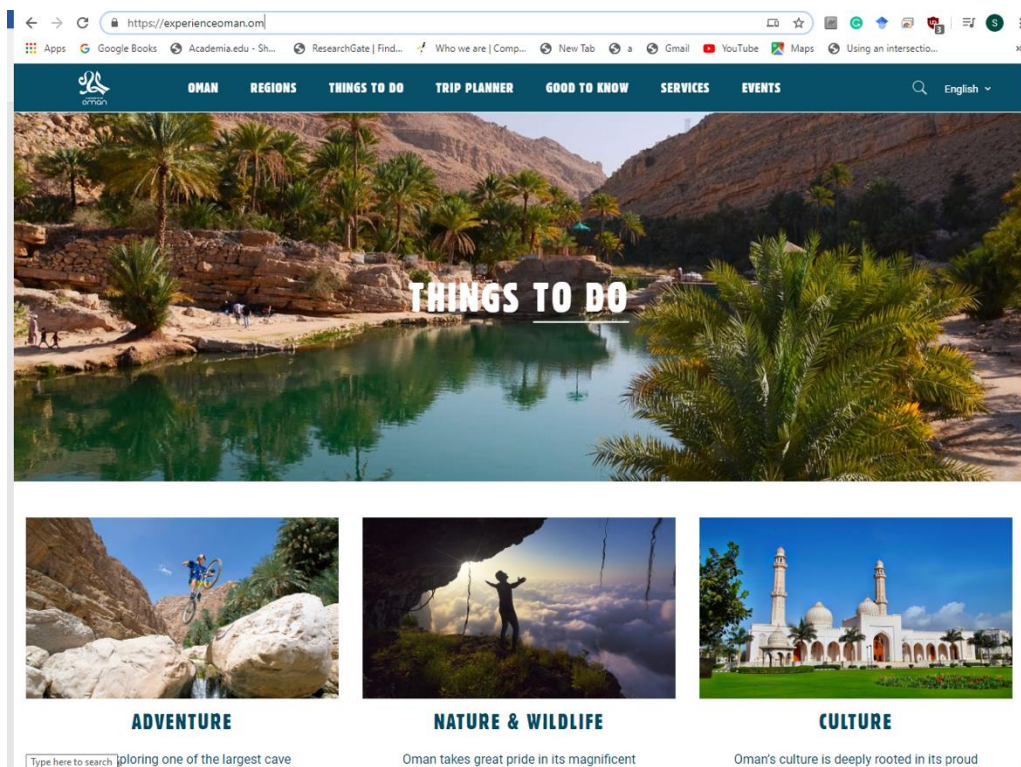 https://experienceoman.om
Apps Google Books Academia.edu - Sh... ResearchGate | Find... Who we are | Comp... New Tab a Gmail YouTube Maps Using an intersectio...
oman OMAN REGIONS THINGS TO DO TRIP PLANNER GOOD TO KNOW SERVICES EVENTS English
THINGS TO DO
ADVENTURE NATURE & WILDLIFE CULTURE
Type here to search ploring one of the largest cave Oman takes great pride in its magnificent Oman's culture is deeply rooted in its proud